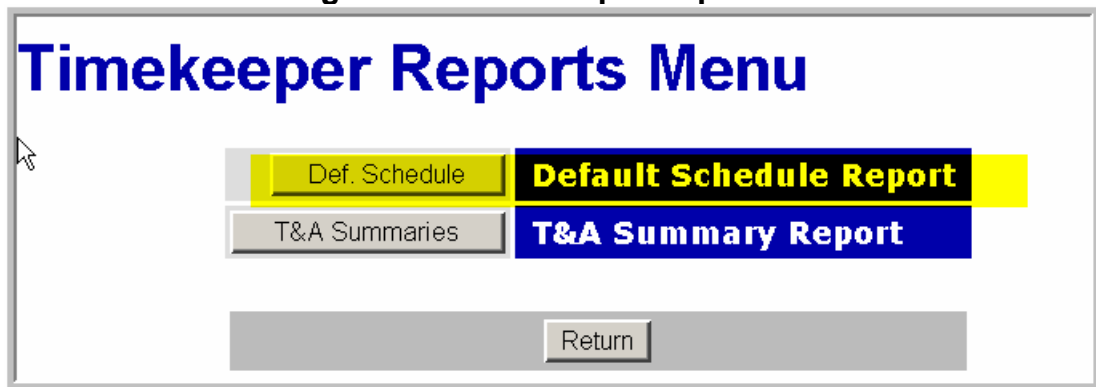 Timekeeper Reports Menu
Def. Schedule Default Schedule Report
T&A Summaries T&A Summary Report
Return